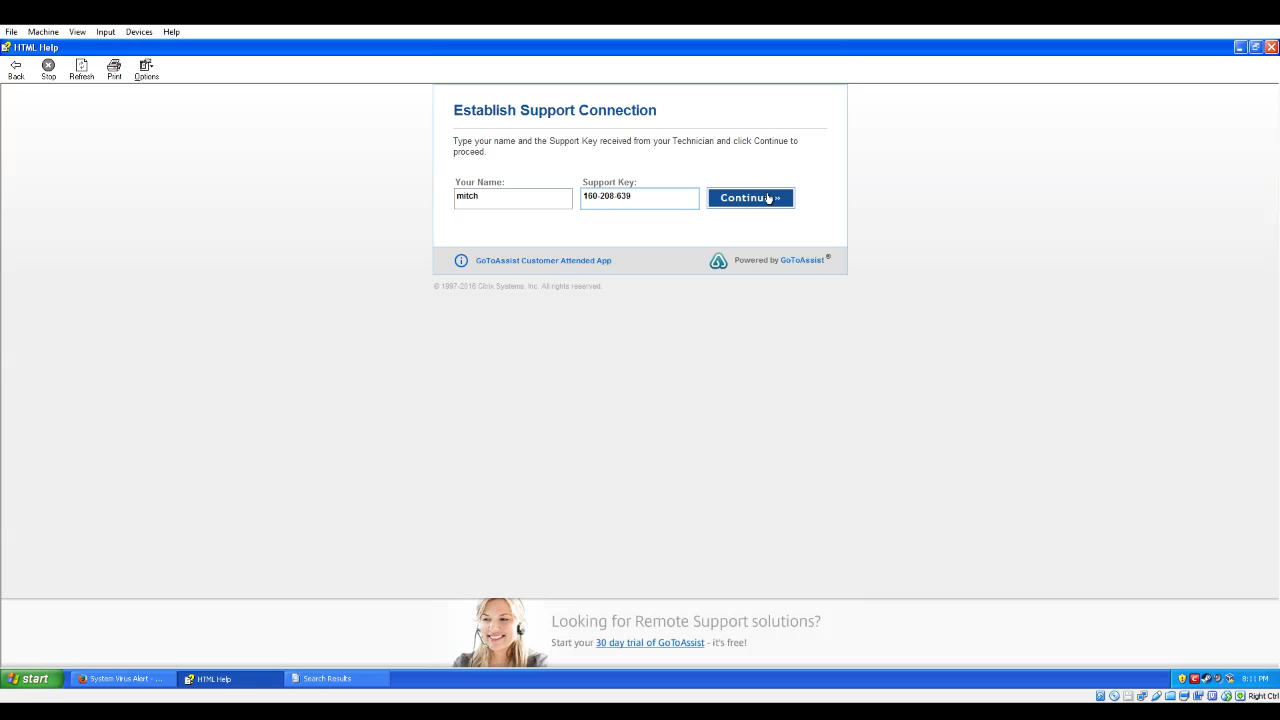 File Machine View Input Devices Help
HTML Help
Back Stop Refresh Print Options
Establish Support Connection
Type your name and the Support Key received from your Technician and click Continue to
proceed.
Your Name: Support Key:
mitch 160-208-639 Continue »
GoToAssist Customer Attended App Powered by GoToAssist ®
© 1997-2016 Citrix Systems, Inc. All rights reserved.
Looking for Remote Support solutions?
Start your 30 day trial of GoToAssist - it's free!
start System Virus Alert - ... HTML Help Search Results 8:11 PM
Right Ctrl